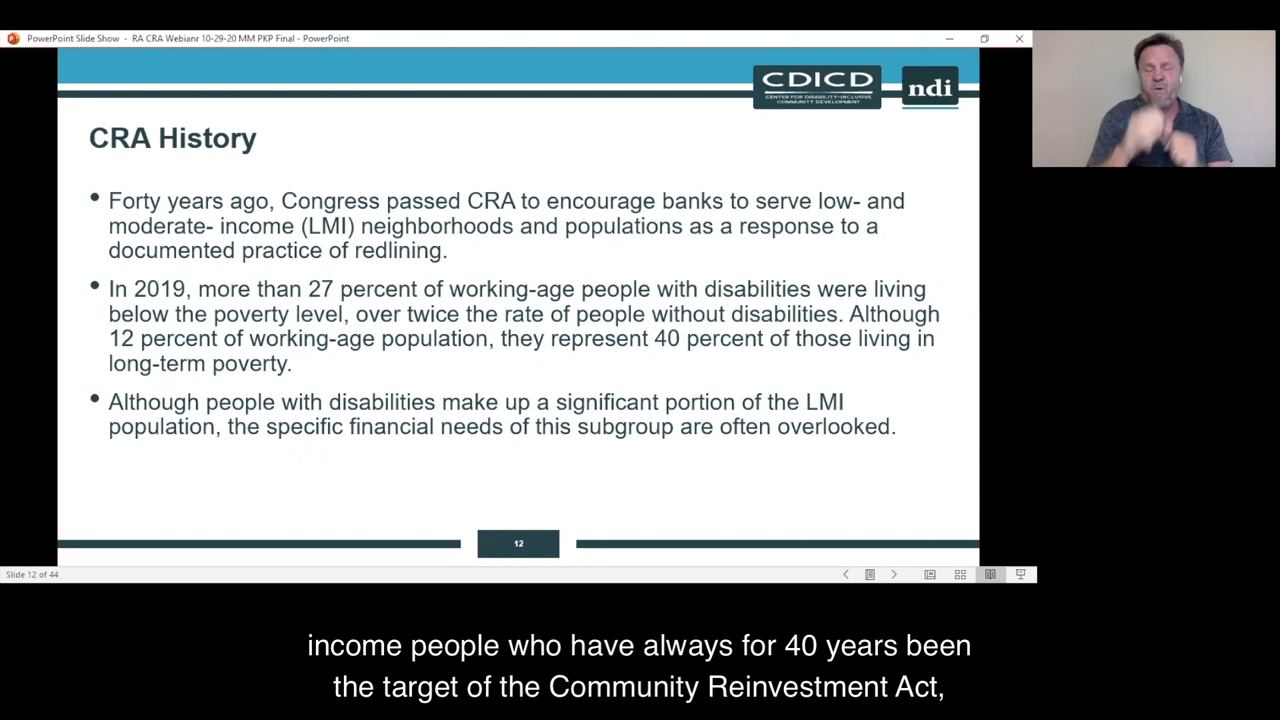 PowerPoint Slide Show - RA CRA Webianr 10-29-20 MM PKP Final - PowerPoint
CDICD
CENTER FOR DISABILITY-INCLUSIVE
COMMUNITY DEVELOPMENT
ndi
CRA History
• Forty years ago, Congress passed CRA to encourage banks to serve low- and
moderate- income (LMI) neighborhoods and populations as a response to a
documented practice of redlining.
• In 2019, more than 27 percent of working-age people with disabilities were living
below the poverty level, over twice the rate of people without disabilities. Although
12 percent of working-age population, they represent 40 percent of those living in
long-term poverty.
• Although people with disabilities make up a significant portion of the LMI
population, the specific financial needs of this subgroup are often overlooked.
12
Slide 12 of 44
income people who have always for 40 years been
the target of the Community Reinvestment Act,